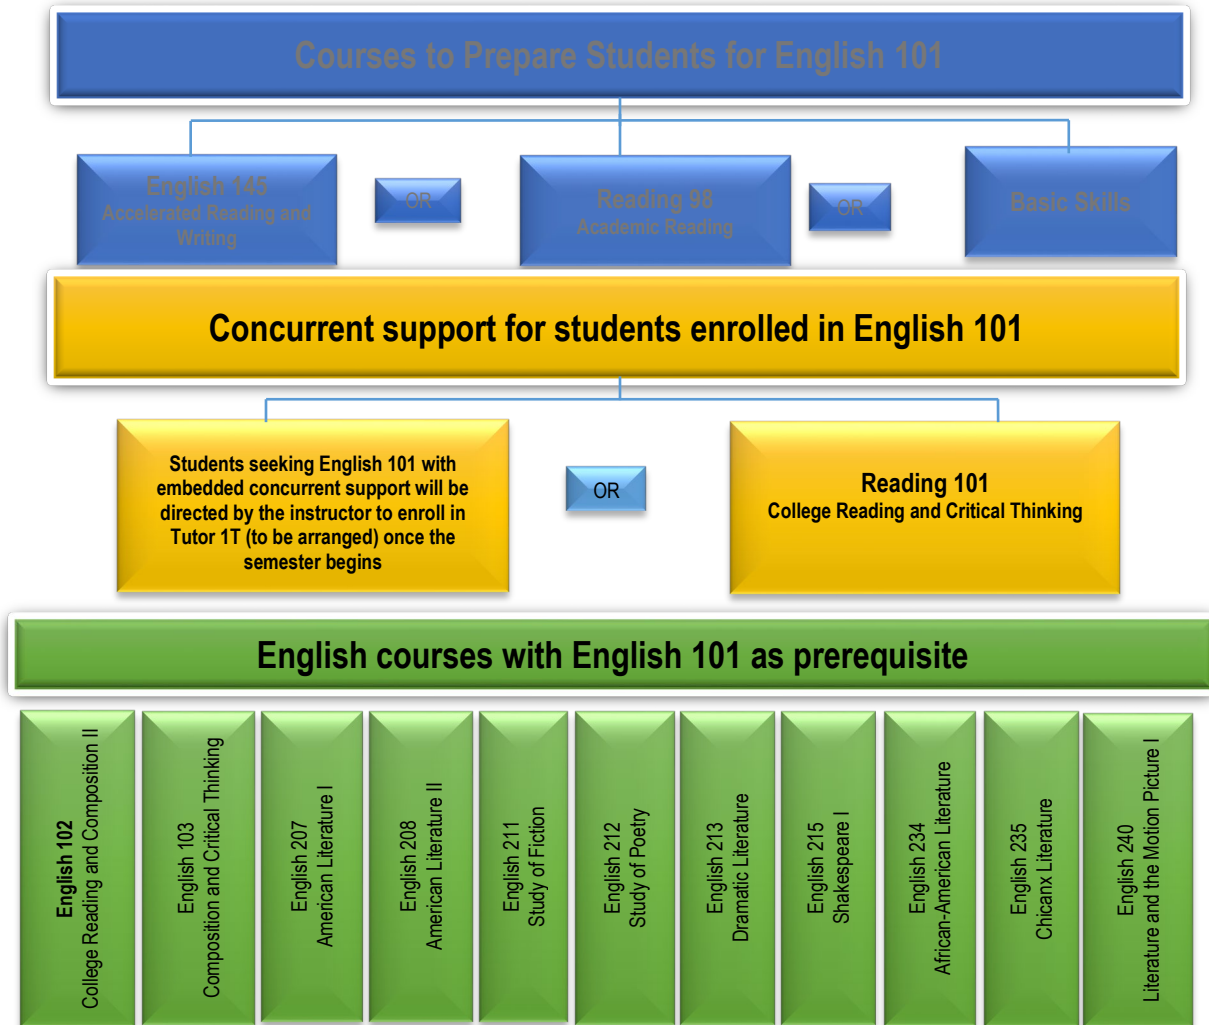 Courses to Prepare Students for English 101
English 145
Accelerated Reading and
Writing
OR
Reading 98
Academic Reading
OR
Basic Skills
Concurrent support for students enrolled in English 101
Students seeking English 101 with
embedded concurrent support will be
directed by the instructor to enroll in
Tutor 1T (to be arranged) once the
semester begins
OR
Reading 101
College Reading and Critical Thinking
English courses with English 101 as prerequisite
English 102
College Reading and Composition II
English 103
Composition and Critical Thinking
English 207
American Literature I
English 208
American Literature II
English 211
Study of Fiction
English 212
Study of Poetry
English 213
Dramatic Literature
English 215
Shakespeare I
English 234
African-American Literature
English 235
Chicanx Literature
English 240
Literature and the Motion Picture I